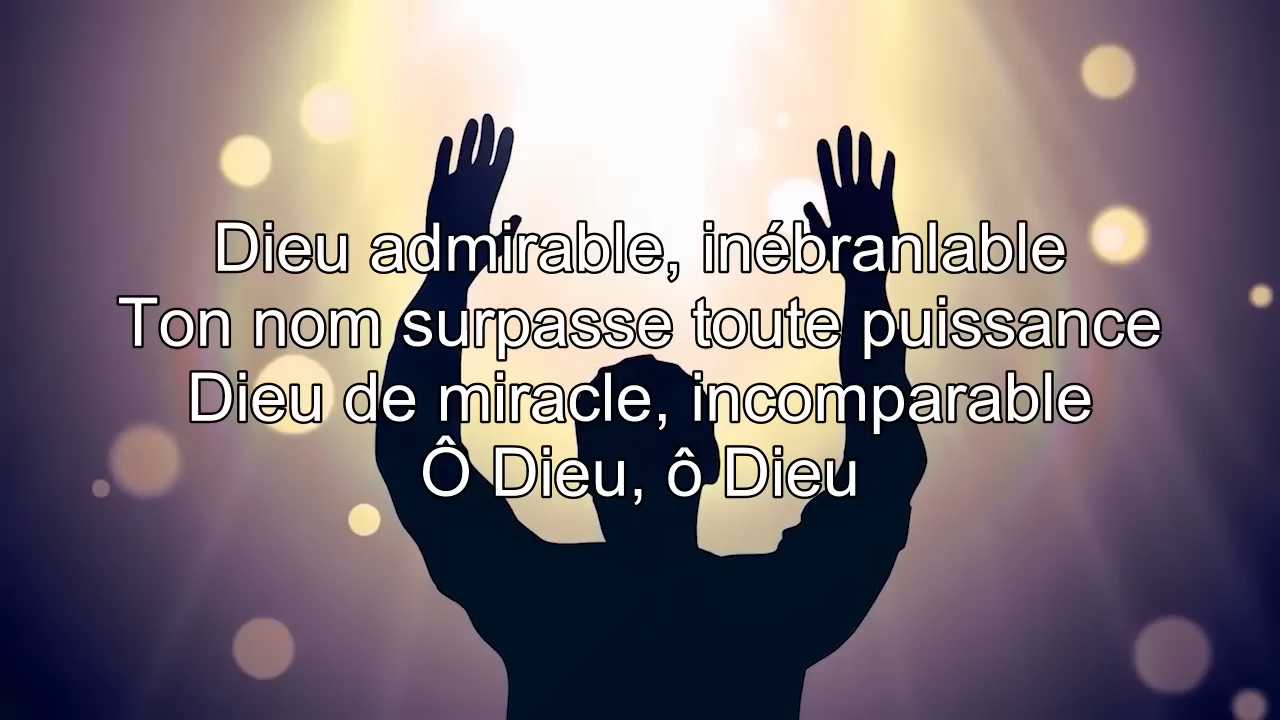 Dieu admirable, inébranlable
Ton nom surpasse toute puissance
Dieu de miracle, incomparable
Ô Dieu, ô Dieu